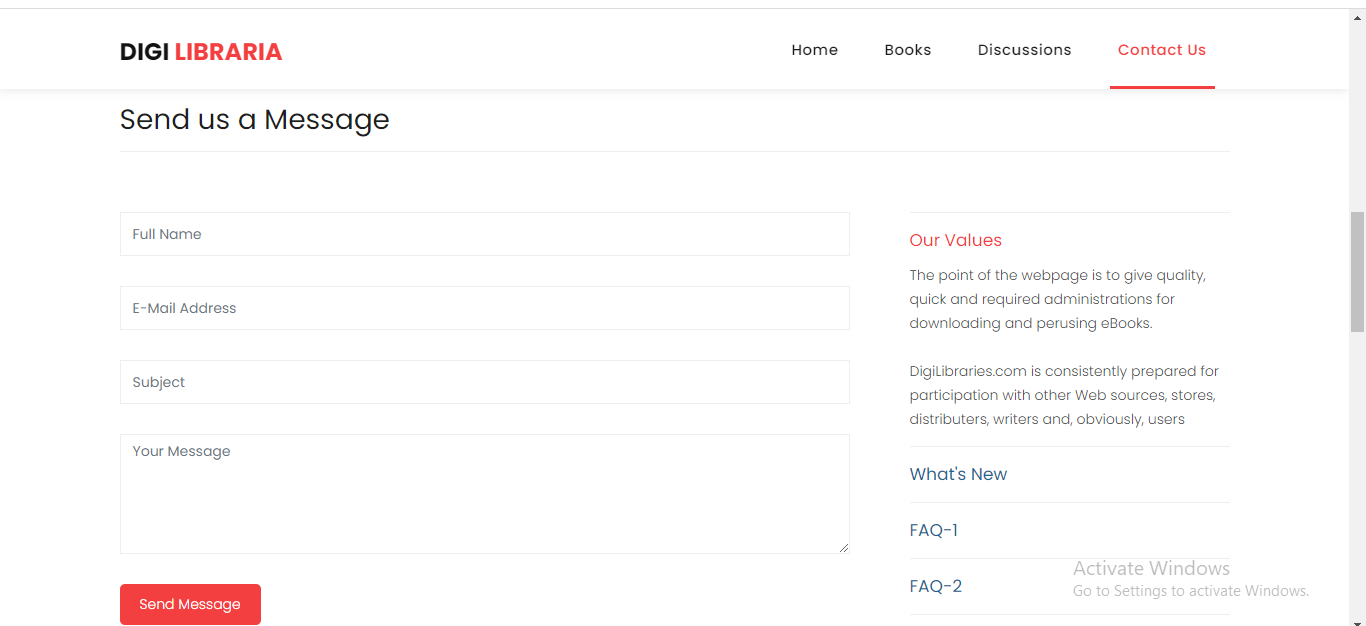 DIGI LIBRARIA
Home
Books
Discussions
Contact Us
Send us a Message
Full Name
E-Mail Address
Subject
Your Message
Send Message
Our Values
The point of the webpage is to give quality,
quick and required administrations for
downloading and perusing eBooks.
DigiLibraries.com is consistently prepared for
participation with other Web sources, stores,
distributers, writers and, obviously, users
What's New
FAQ-1
FAQ-2
Activate Windows
Go to Settings to activate Windows.